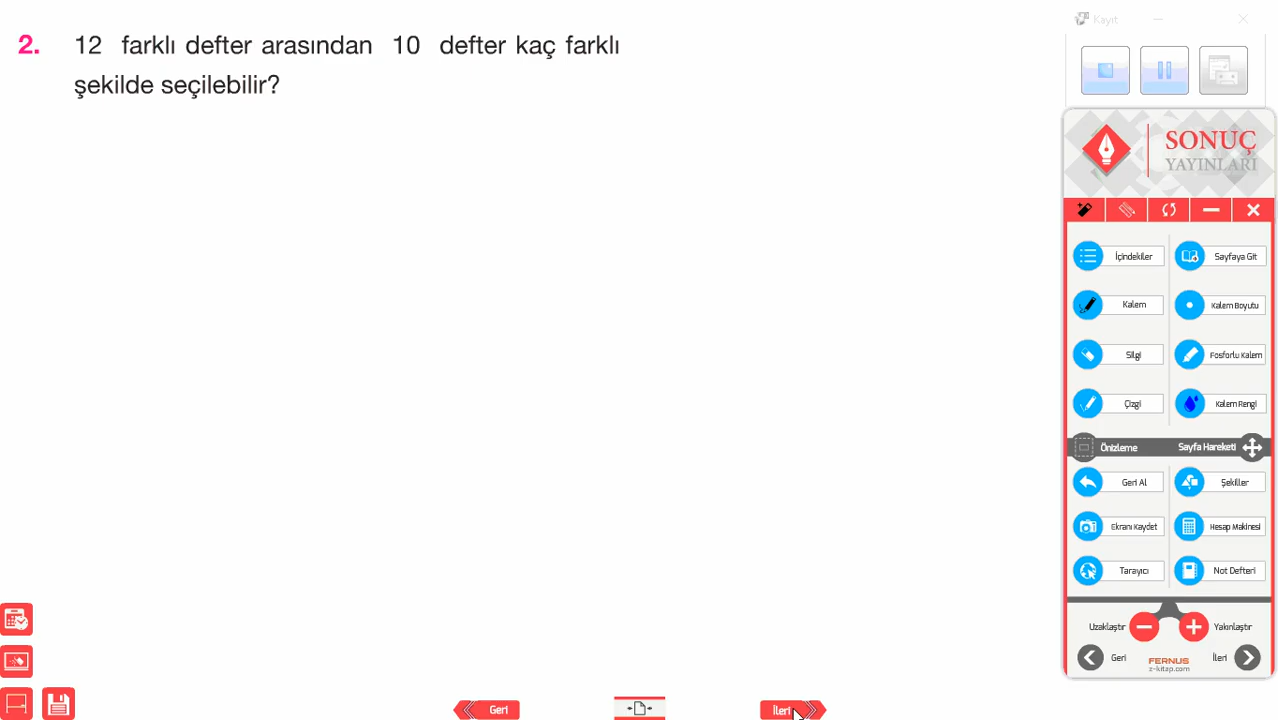 Kayıt
2. 12 farklı defter arasından 10 defter kaç farklı
şekilde seçilebilir?
SONUÇ
YAYINLARI
İçindekiler
Sayfaya Git
Kalem
Kalem Boyutu
Silgi
Fosforlu Kalem
Çizgi
Kalem Rengi
Önizleme
Sayfa Hareketi
Geri Al
Şekiller
Ekranı Kaydet
Hesap Makinesi
Tarayıcı
Not Defteri
Uzaklaştır
Yakınlaştır
Geri
FERNUS
z-kitap.com
İleri
Geri
İleri